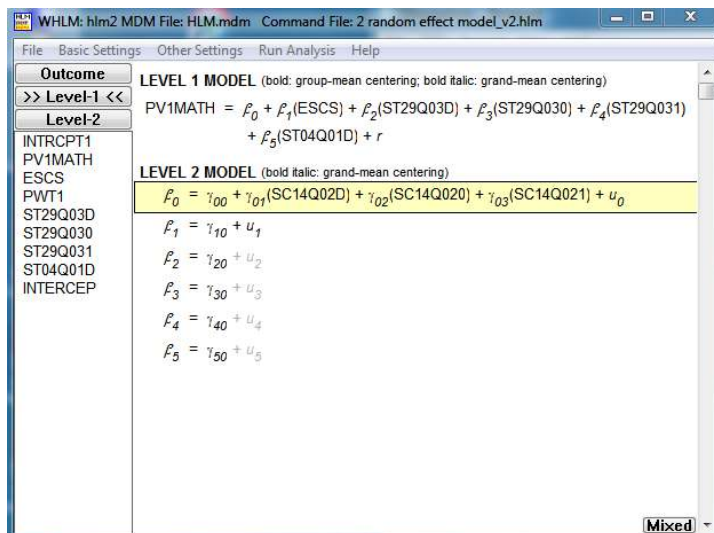 WHLM: hlm2 MDM File: HLM.mdm Command File: 2 random effect model_v2.hlm
File Basic Settings Other Settings Run Analysis Help
Outcome
>> Level-1 <<
Level-2
INTRCPT1
PV1MATH
ESCS
PWT1
ST29Q03D
ST29Q030
ST29Q031
ST04Q01D
INTERCEP
LEVEL 1 MODEL (bold: group-mean centering; bold italic: grand-mean centering)
PV1MATH = β0 + β1(ESCS) + β2(ST29Q03D) + β3(ST29Q030) + β4(ST29Q031)
+ β5(ST04Q01D) + r
LEVEL 2 MODEL (bold italic: grand-mean centering)
β0 = γ00 + γ01(SC14Q02D) + γ02(SC14Q020) + γ03(SC14Q021) + u0
β1 = γ10 + u1
β2 = γ20 + u2
β3 = γ30 + u3
β4 = γ40 + u4
β5 = γ50 + u5
Mixed